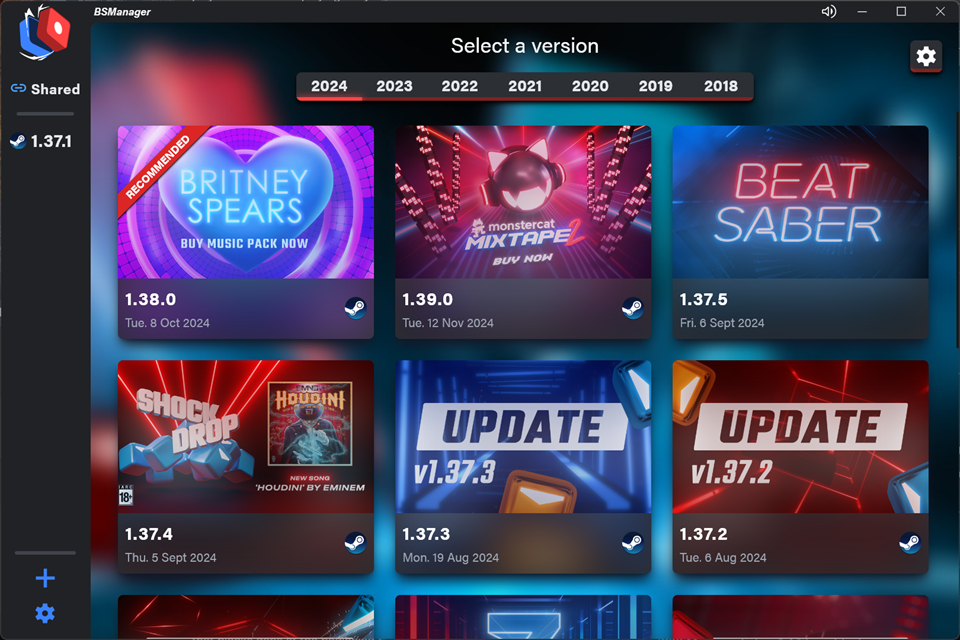 BSManager
Select a version
Shared
1.37.1
2024 2023 2022 2021 2020 2019 2018
RECOMMENDED
BRITNEY
SPEARS
BUY MUSIC PACK NOW
1.38.0
Tue. 8 Oct 2024
monstercat
MIXTAPE 2
BUY NOW
1.39.0
Tue. 12 Nov 2024
BEAT
SABER
1.37.5
Fri. 6 Sept 2024
SHOCK
DROP
HOUDINI
NEW SONG
'HOUDINI' BY EMINEM
18+
1.37.4
Thu. 5 Sept 2024
UPDATE
v1.37.3
1.37.3
Mon. 19 Aug 2024
UPDATE
v1.37.2
1.37.2
Tue. 6 Aug 2024